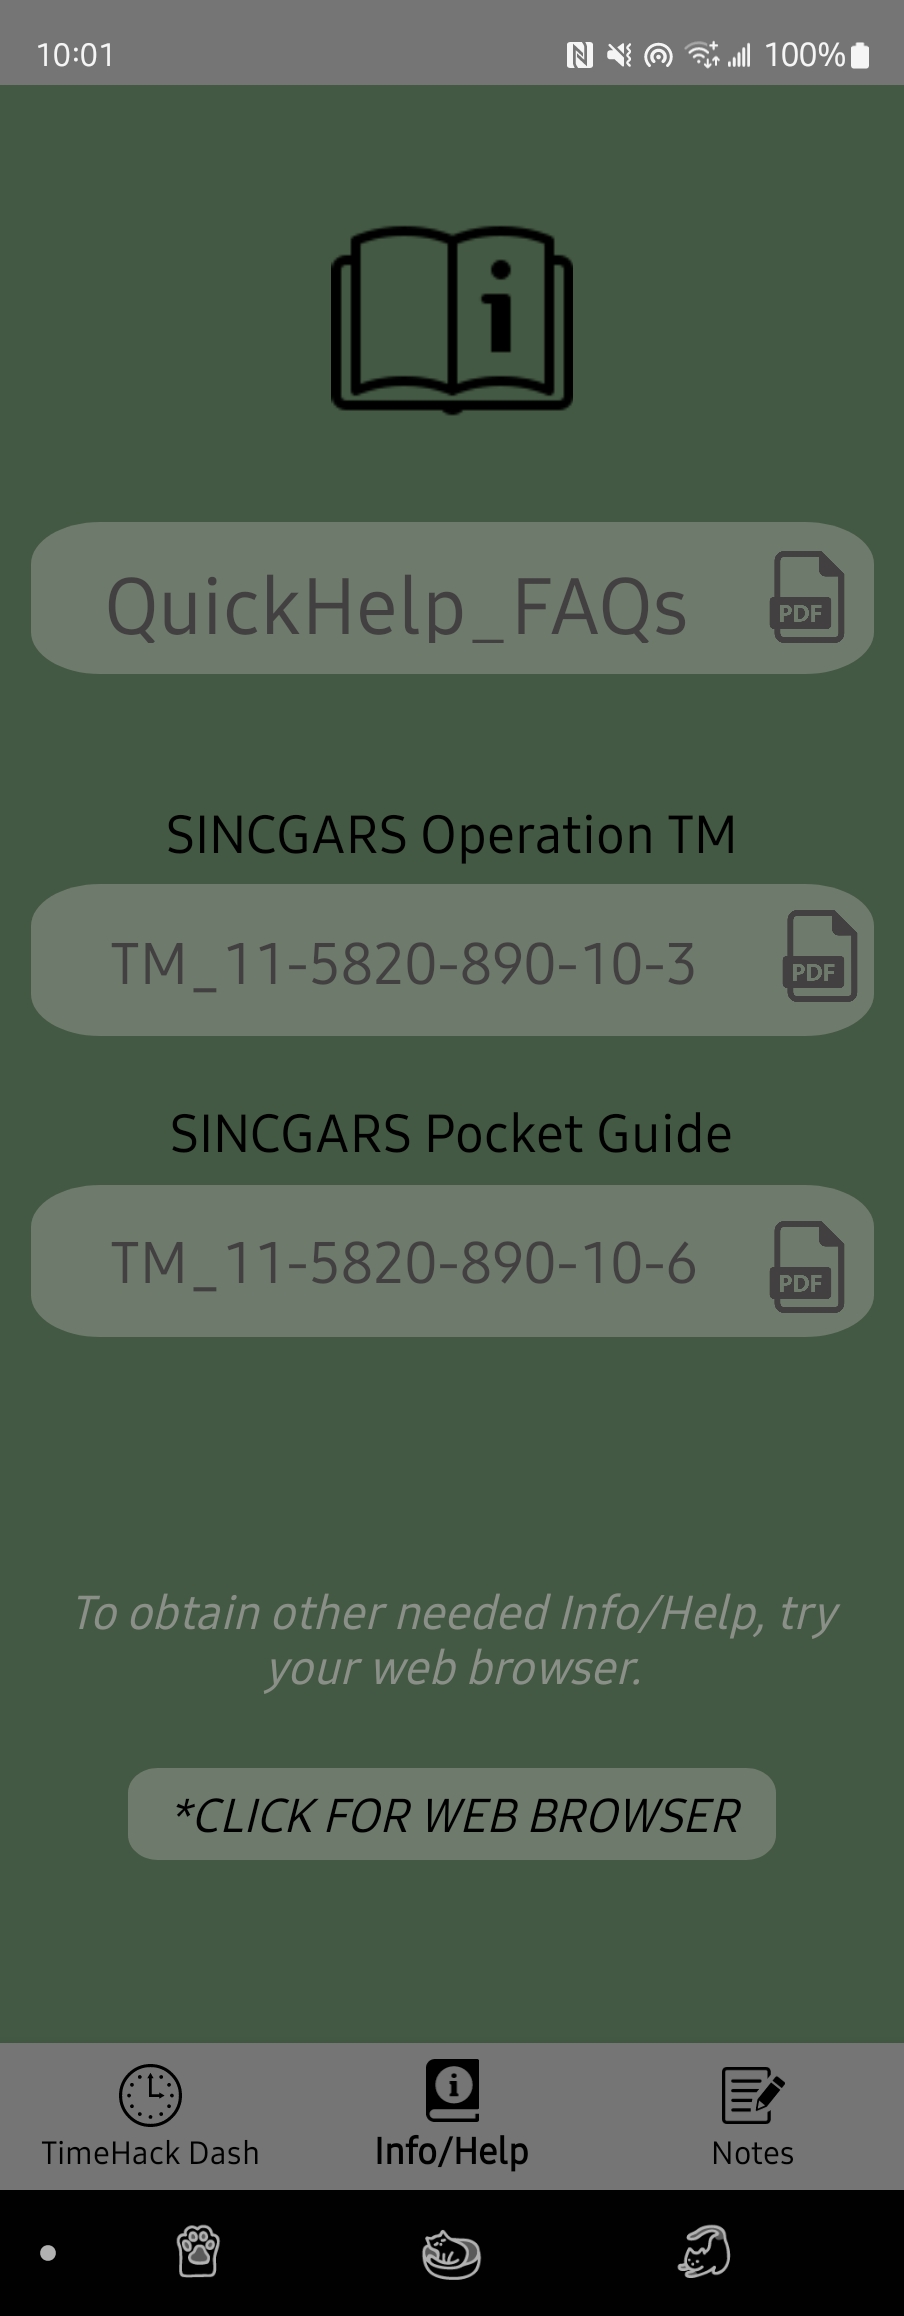 10:01
100%
QuickHelp_FAQs
PDF
SINCGARS Operation TM
TM_11-5820-890-10-3
PDF
SINCGARS Pocket Guide
TM_11-5820-890-10-6
PDF
To obtain other needed Info/Help, try
your web browser.
*CLICK FOR WEB BROWSER
TimeHack Dash
Info/Help
Notes